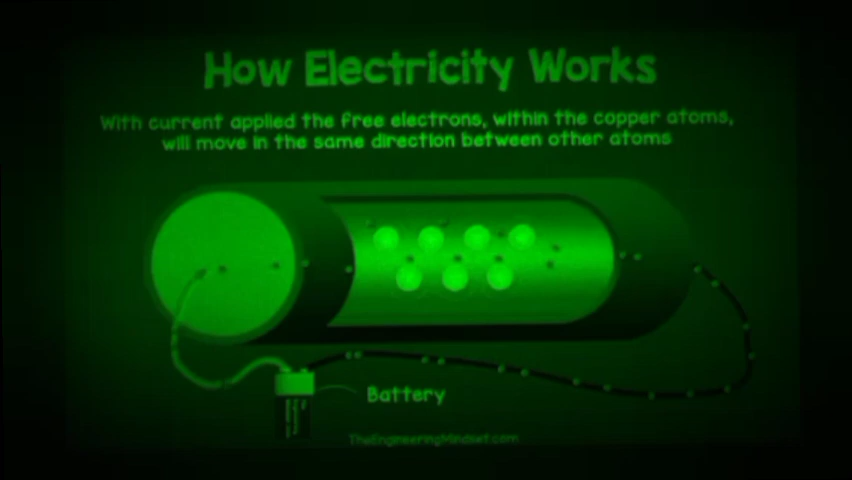 How Electricity Works
With current applied the free electrons, within the copper atoms,
will move in the same direction between other atoms
Battery
TheEngineeringMindset.com